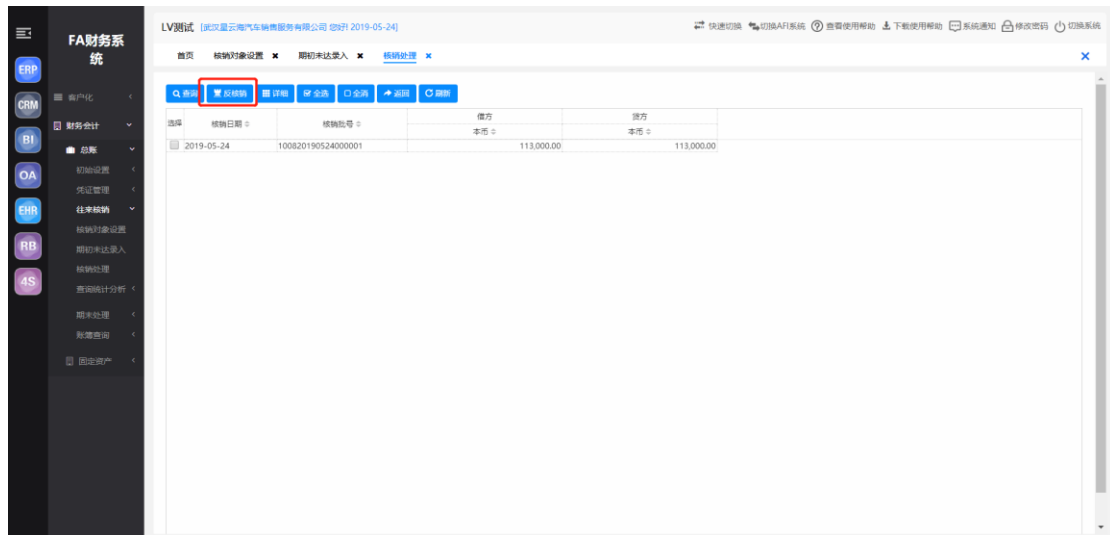 LV测试 [武汉星云海汽车销售服务有限公司 您好! 2019-05-24]
快速切换 切换AFI系统 查看使用帮助 下载使用帮助 系统通知 修改密码 切换系统
FA财务系
统
首页 核销对象设置 × 期初未达录入 × 核销处理 ×
ERP
CRM
BI
OA
EHR
RB
4S
客户化
财务会计
总账
初始设置
凭证管理
往来核销
核销对象设置
期初未达录入
核销处理
查询统计分析
期末处理
账簿查询
固定资产
查询 反核销 详细 全选 全消 返回 刷新
选择 核销日期 核销批号 借方 贷方
本币 本币
2019-05-24 100820190524000001 113,000.00 113,000.00